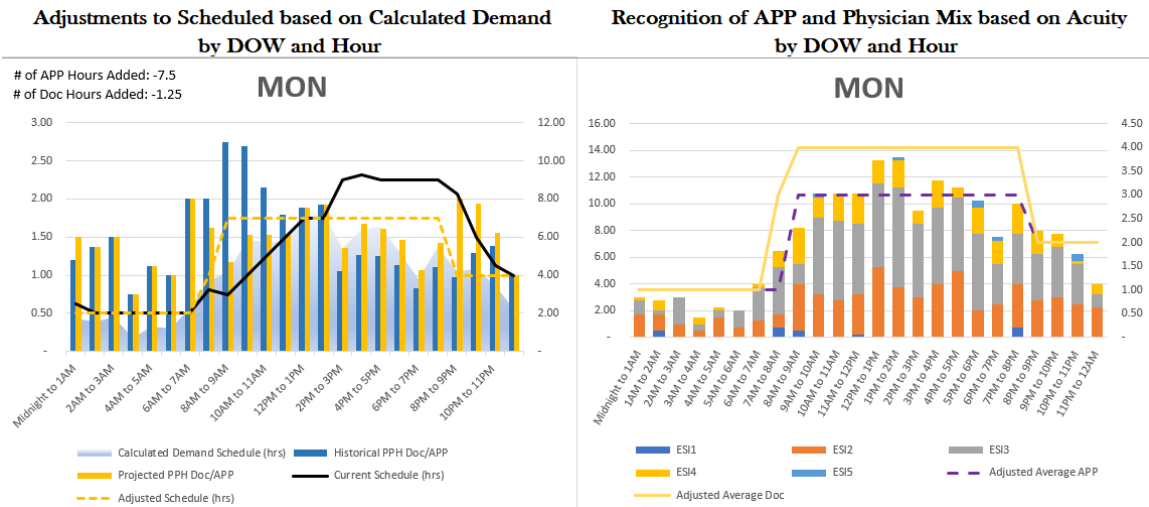 Adjustments to Scheduled based on Calculated Demand
by DOW and Hour
# of APP Hours Added: -7.5
# of Doc Hours Added: -1.25
MON
3.00
2.50
2.00
1.50
1.00
0.50
-
12.00
10.00
8.00
6.00
4.00
2.00
-
Midnight to 1AM
2AM to 3AM
4AM to 5AM
6AM to 7AM
8AM to 9AM
10AM to 11AM
12PM to 1PM
2PM to 3PM
4PM to 5PM
6PM to 7PM
8PM to 9PM
10PM to 11PM
Calculated Demand Schedule (hrs)
Historical PPH Doc/APP
Projected PPH Doc/APP
Current Schedule (hrs)
Adjusted Schedule (hrs)
Recognition of APP and Physician Mix based on Acuity
by DOW and Hour
MON
16.00
14.00
12.00
10.00
8.00
6.00
4.00
2.00
-
4.50
4.00
3.50
3.00
2.50
2.00
1.50
1.00
0.50
-
Midnight to 1AM
1AM to 2AM
2AM to 3AM
3AM to 4AM
4AM to 5AM
5AM to 6AM
6AM to 7AM
7AM to 8AM
8AM to 9AM
9AM to 10AM
10AM to 11AM
11AM to 12PM
12PM to 1PM
1PM to 2PM
2PM to 3PM
3PM to 4PM
4PM to 5PM
5PM to 6PM
6PM to 7PM
7PM to 8PM
8PM to 9PM
9PM to 10PM
10PM to 11PM
11PM to 12AM
ESI1
ESI2
ESI3
ESI4
ESI5
Adjusted Average APP
Adjusted Average Doc